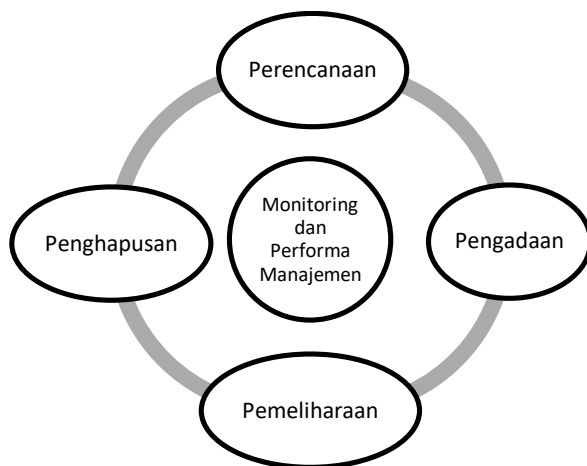 Perencanaan
Penghapusan
Monitoring
dan
Performa
Manajemen
Pengadaan
Pemeliharaan